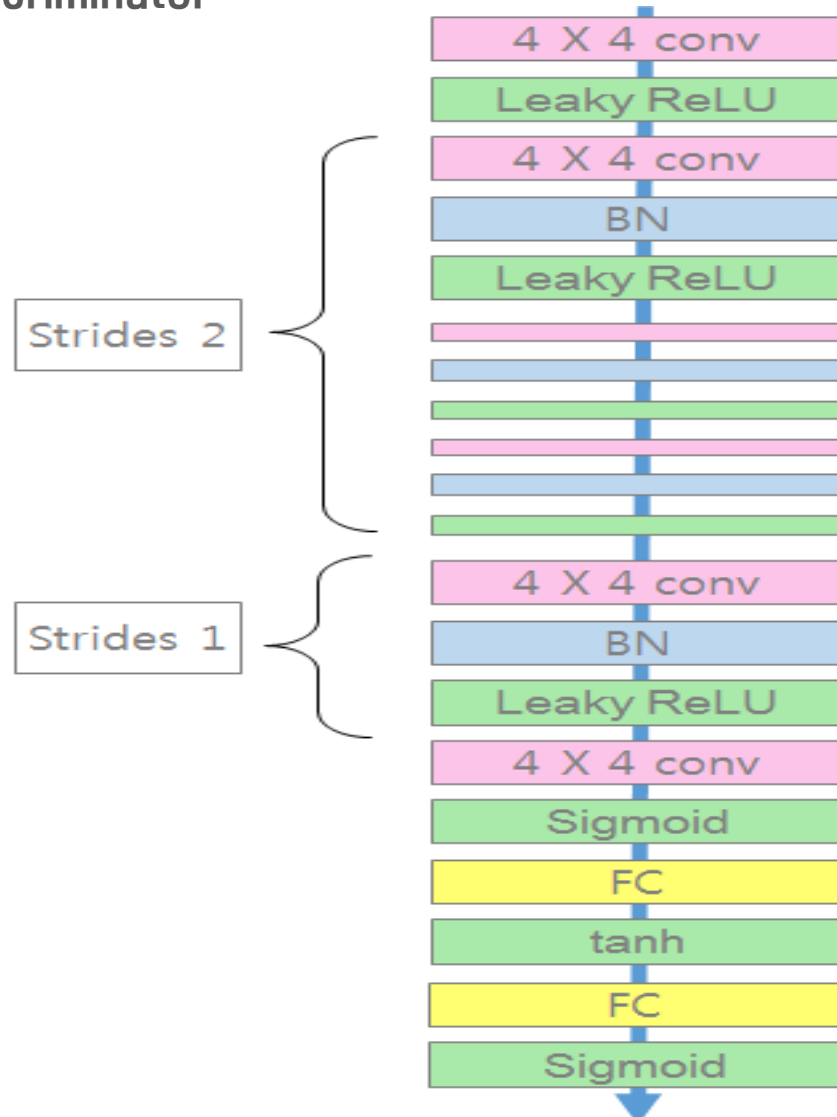 4 X 4 conv
Leaky ReLU
4 X 4 conv
BN
Leaky ReLU
Strides 2
4 X 4 conv
BN
Strides 1
Leaky ReLU
4 X 4 conv
Sigmoid
FC
tanh
FC
Sigmoid